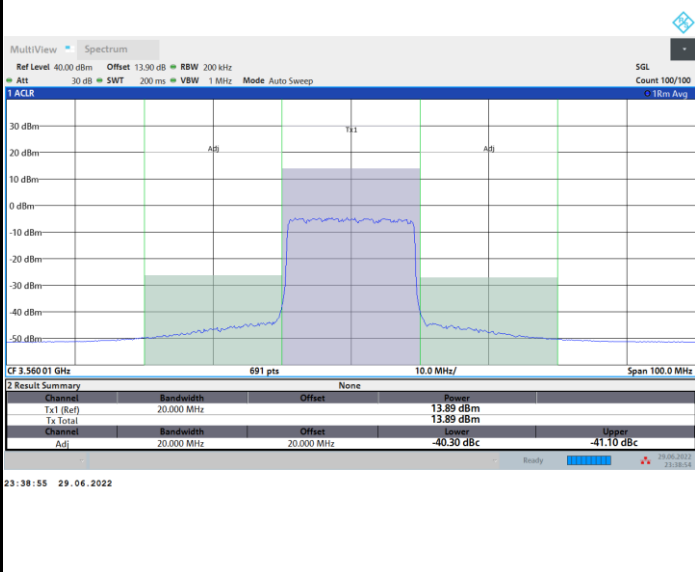 MultiView Spectrum
Ref Level 40.00 dBm Offset 13.90 dB RBW 200 kHz SGL
Att 30 dB SWT 200 ms VBW 1 MHz Mode Auto Sweep Count 100/100
1 ACLR 1Rm Avg
30 dBm
Tx1
20 dBm
Adj Adj
10 dBm
0 dBm
-10 dBm
-20 dBm
-30 dBm
-40 dBm
-50 dBm
CF 3.56001 GHz 691 pts 10.0 MHz/ Span 100.0 MHz
2 Result Summary None
Channel Bandwidth Offset Power
Tx1 (Ref) 20.000 MHz 13.89 dBm
Tx Total 13.89 dBm
Channel Bandwidth Offset Lower Upper
Adj 20.000 MHz 20.000 MHz -40.30 dBc -41.10 dBc
Ready 29.06.2022
23:38:54
23:38:55 29.06.2022